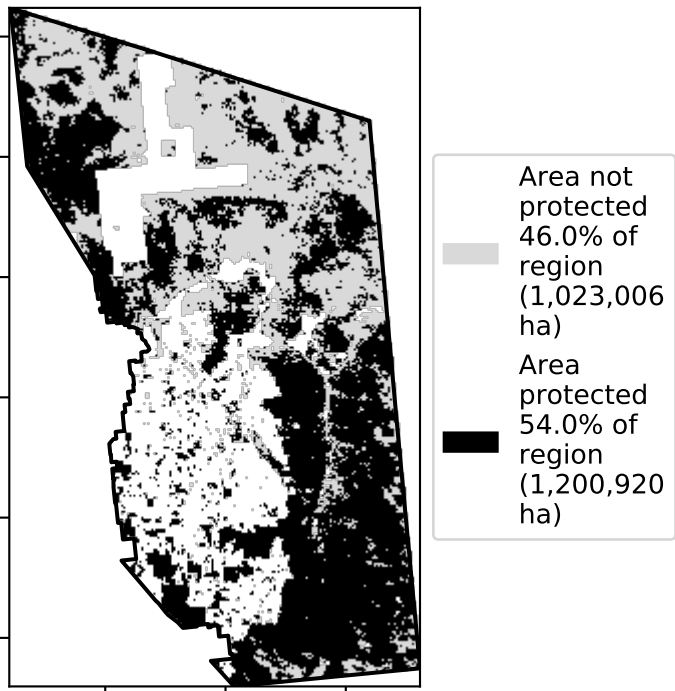 Area not
protected
46.0% of
region
(1,023,006
ha)
Area
protected
54.0% of
region
(1,200,920
ha)